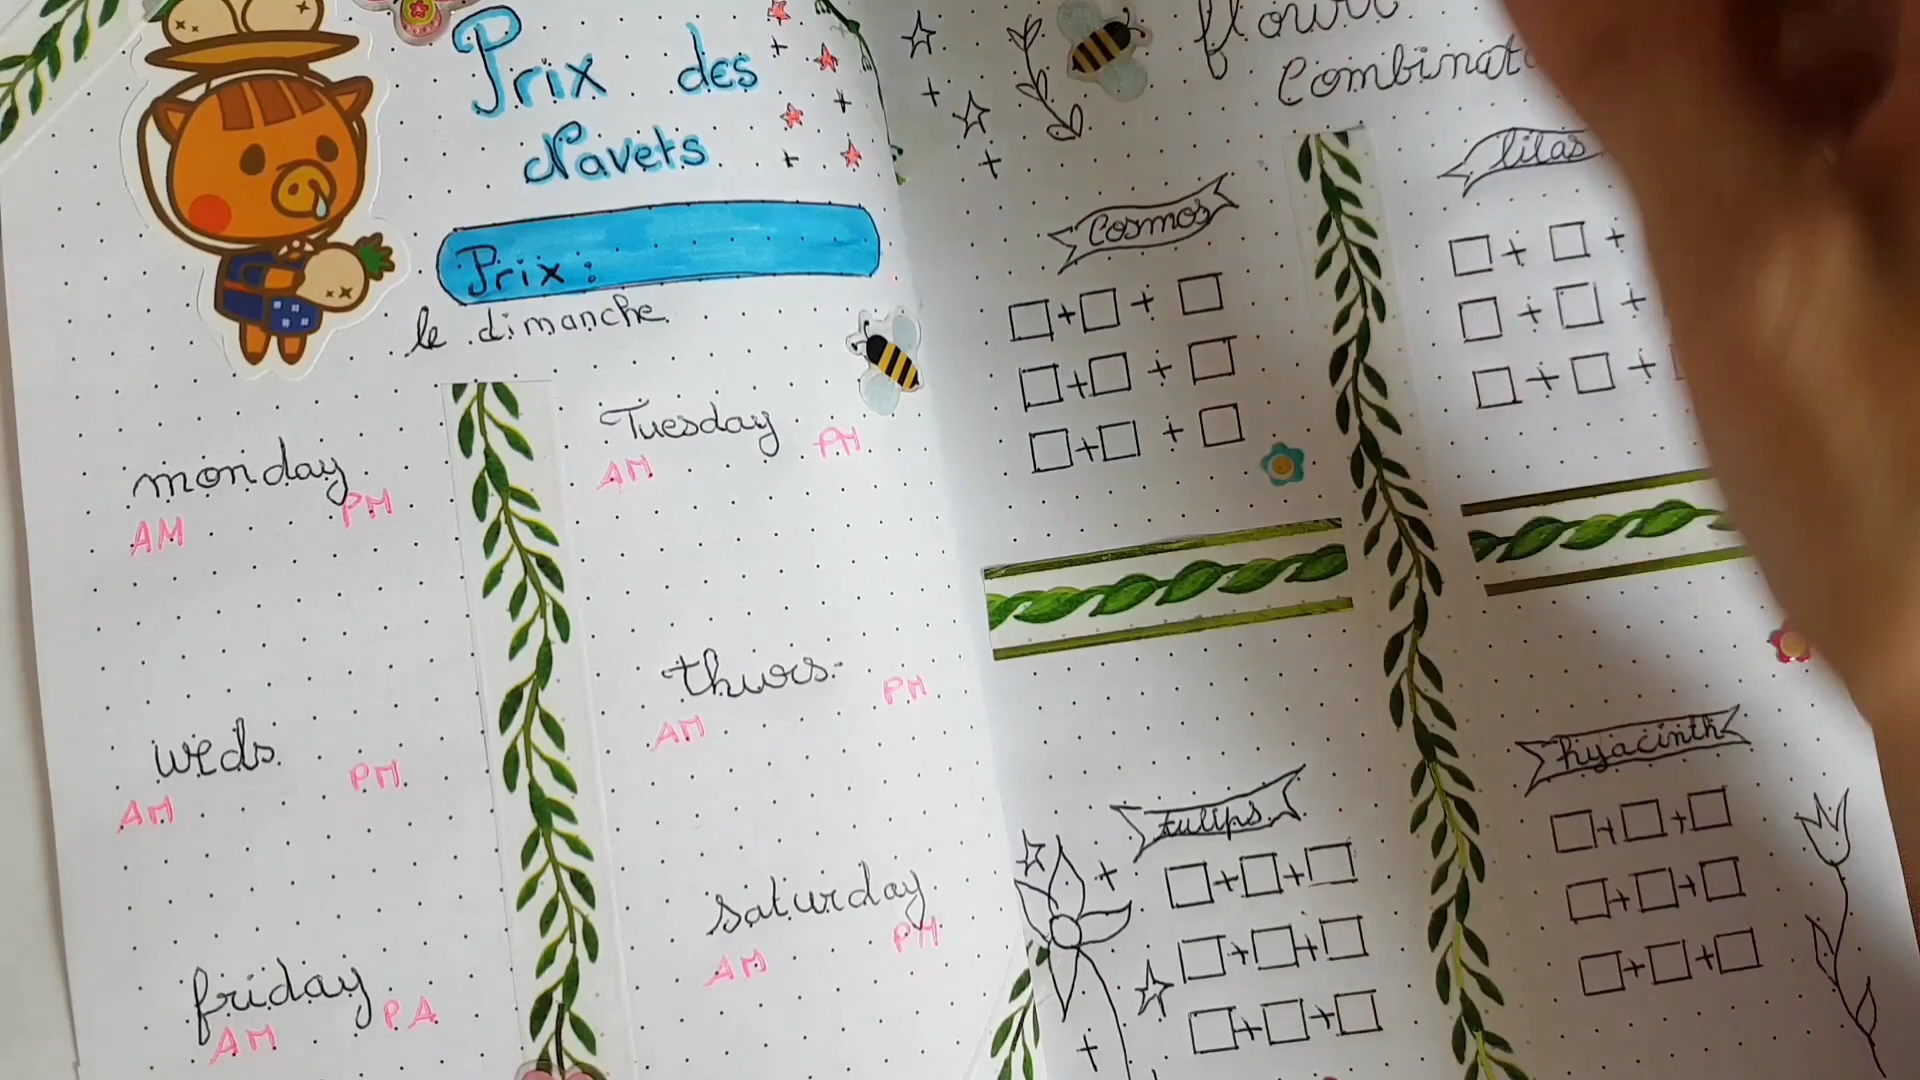 Prix des
Navets
Prix :
le dimanche
monday
AM PM
Tuesday
AM PM
weds.
AM PM
thurs.
AM PM
friday
AM PA
saturday
AM PM
Cosmos
□+□+□
□+□+□
□+□+□
lilas
□+□+
□+□+
□+□+
tulips
□+□+□
□+□+□
□+□+□
hyacinth
□+□+□
□+□+□
□+□+□